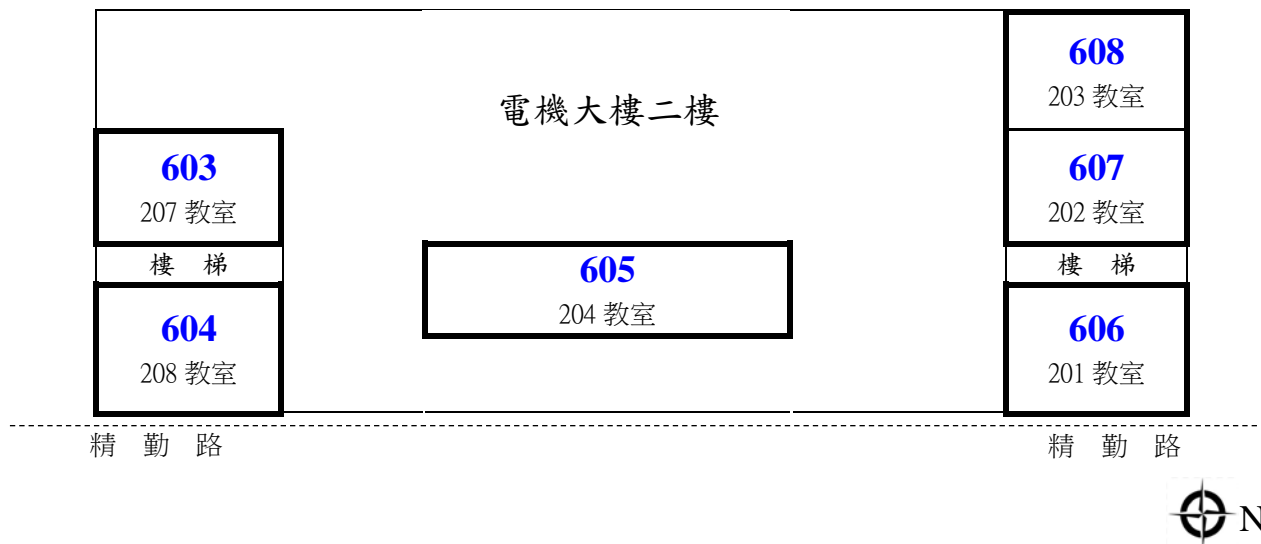 608
203 教室
電機大樓二樓
603
207 教室
607
202 教室
樓 梯
605
204 教室
樓 梯
604
208 教室
606
201 教室
精 勤 路
精 勤 路
N